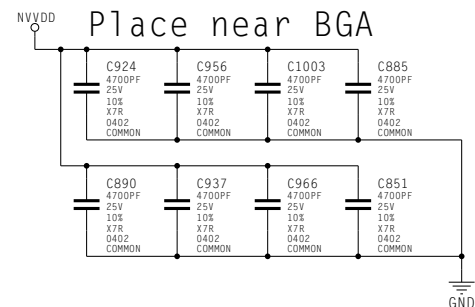 NVVDD
Place near BGA
C924
4700PF
25V
10%
X7R
0402
COMMON
C956
4700PF
25V
10%
X7R
0402
COMMON
C1003
4700PF
25V
10%
X7R
0402
COMMON
C885
4700PF
25V
10%
X7R
0402
COMMON
C890
4700PF
25V
10%
X7R
0402
COMMON
C937
4700PF
25V
10%
X7R
0402
COMMON
C966
4700PF
25V
10%
X7R
0402
COMMON
C851
4700PF
25V
10%
X7R
0402
COMMON
GND